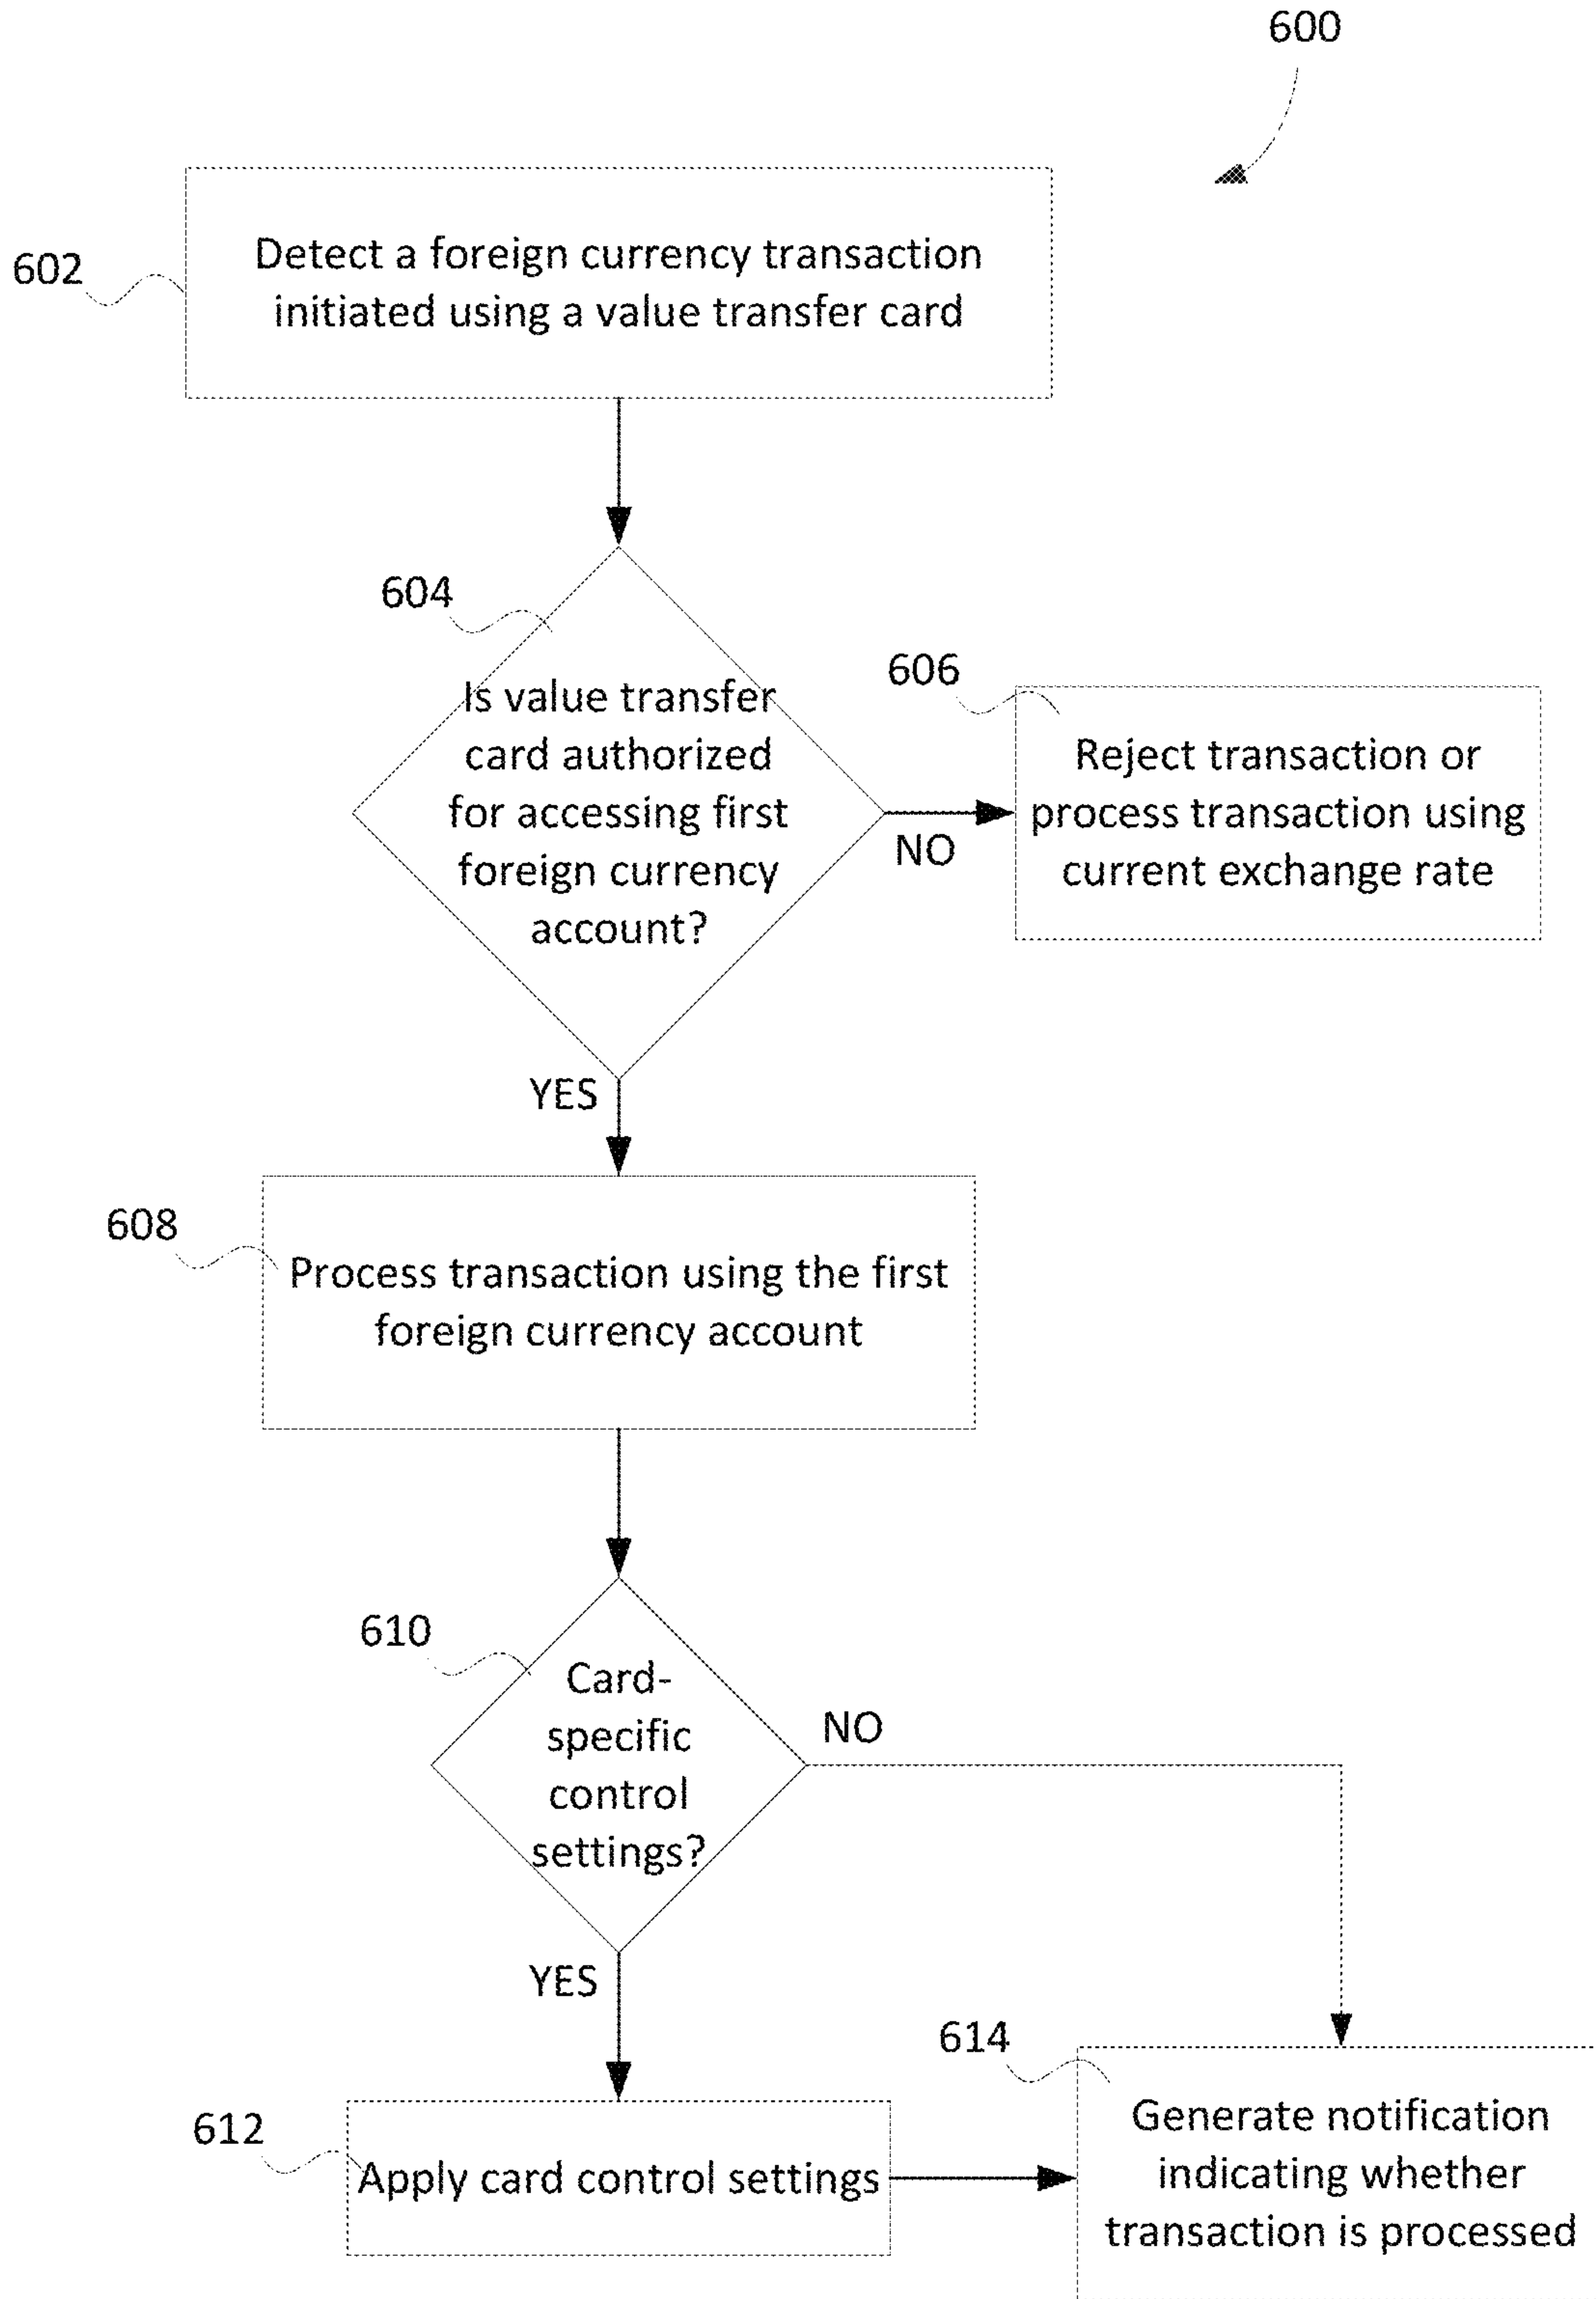 600
602
Detect a foreign currency transaction
initiated using a value transfer card
604
Is value transfer
card authorized
for accessing first
foreign currency
account?
NO
606
Reject transaction or
process transaction using
current exchange rate
YES
608
Process transaction using the first
foreign currency account
610
Card-
specific
control
settings?
NO
YES
612
Apply card control settings
614
Generate notification
indicating whether
transaction is processed